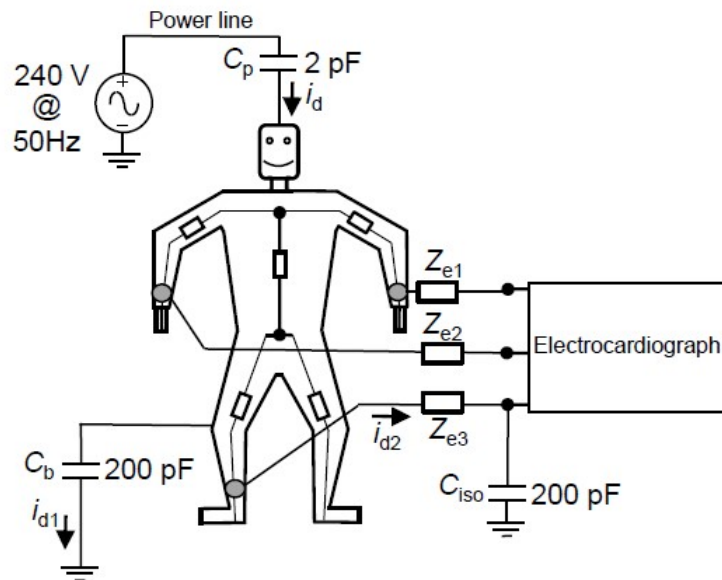 Power line
Cp
2 pF
240 V
@
50Hz
id
Ze1
Ze2
Electrocardiograph
id2
Ze3
Cb
200 pF
Ciso
200 pF
id1